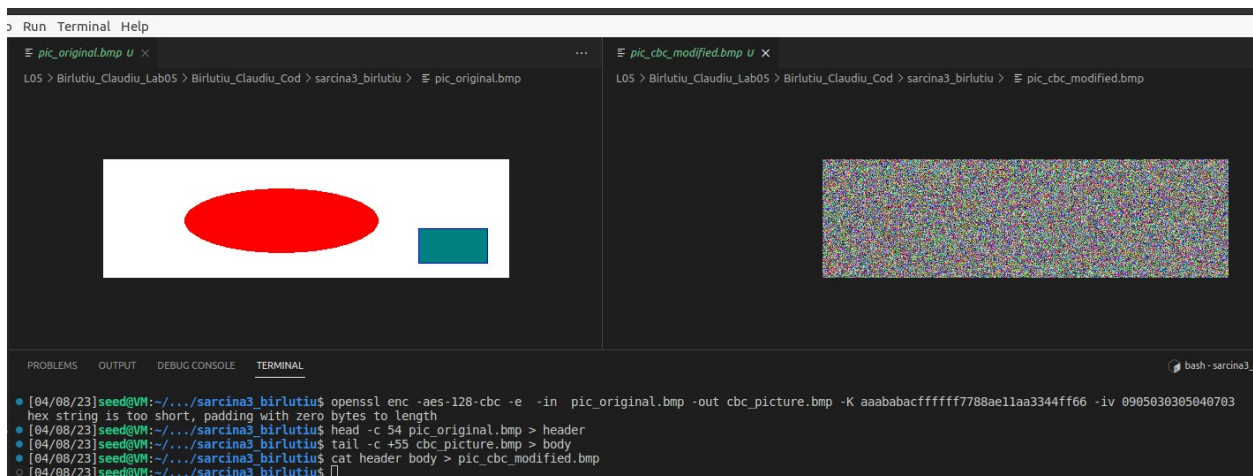 Run Terminal Help
pic_original.bmp U ×
L05 > Birlutiu_Claudiu_Lab05 > Birlutiu_Claudiu_Cod > sarcina3_birlutiu > pic_original.bmp
pic_cbc_modified.bmp U ×
L05 > Birlutiu_Claudiu_Lab05 > Birlutiu_Claudiu_Cod > sarcina3_birlutiu > pic_cbc_modified.bmp
PROBLEMS OUTPUT DEBUG CONSOLE TERMINAL
bash - sarcina3_
[04/08/23]seed@VM:~/.../sarcina3_birlutiu$ openssl enc -aes-128-cbc -e -in pic_original.bmp -out cbc_picture.bmp -K aaababacffffff7788ae11aa3344ff66 -iv 0905030305040703
hex string is too short, padding with zero bytes to length
[04/08/23]seed@VM:~/.../sarcina3_birlutiu$ head -c 54 pic_original.bmp > header
[04/08/23]seed@VM:~/.../sarcina3_birlutiu$ tail -c +55 cbc_picture.bmp > body
[04/08/23]seed@VM:~/.../sarcina3_birlutiu$ cat header body > pic_cbc_modified.bmp
[04/08/23]seed@VM:~/.../sarcina3_birlutiu$